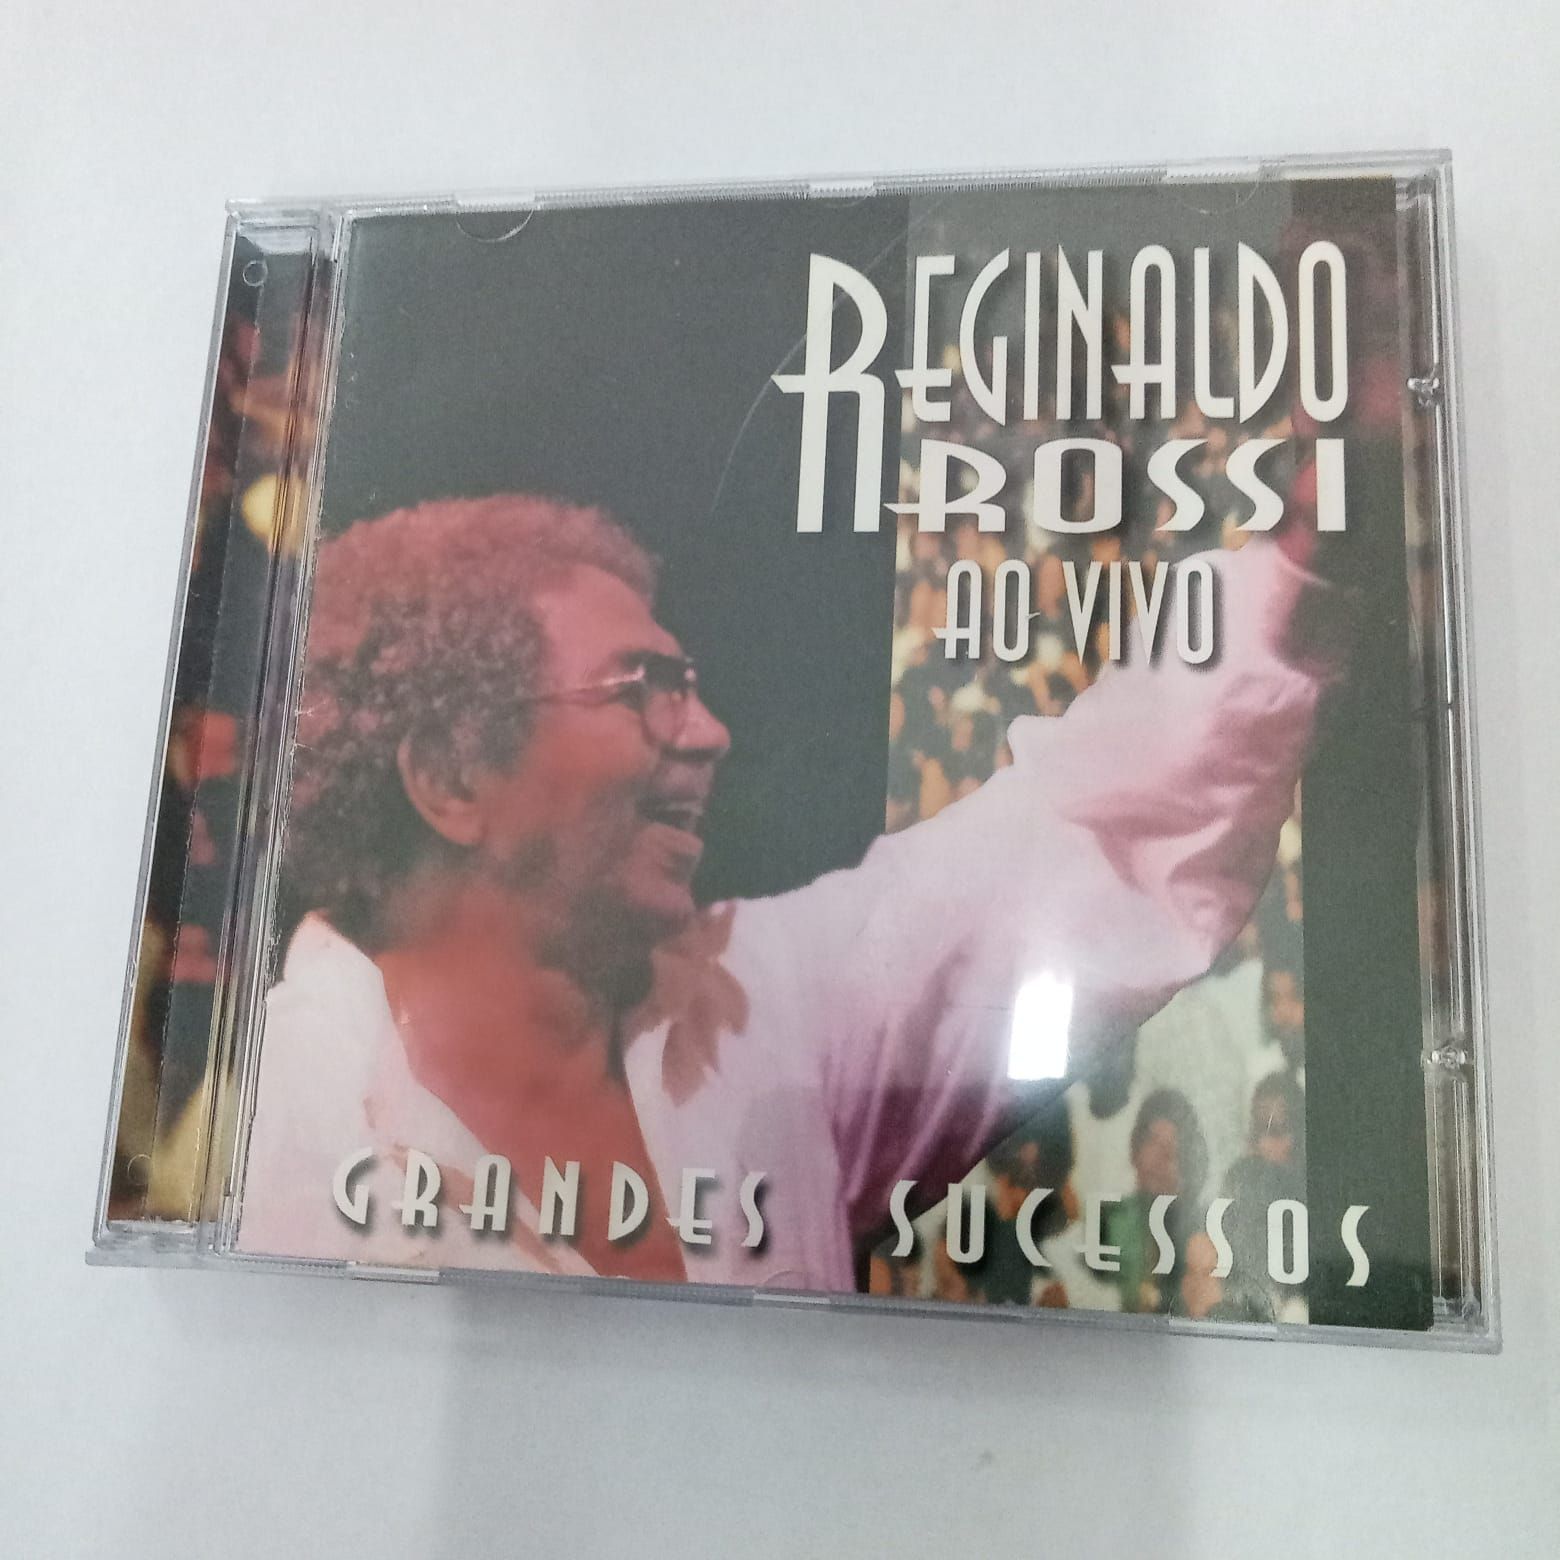 REGINALDO
ROSSI
AO VIVO
GRANDES SUCESSOS